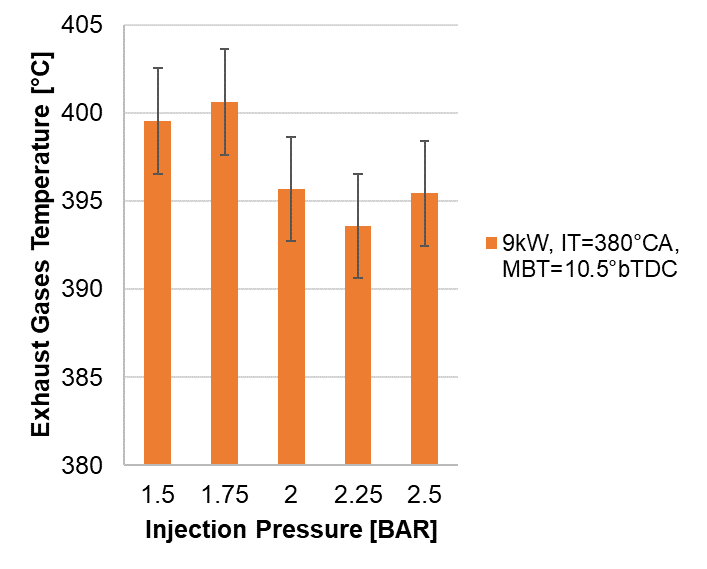 405
400
395
390
385
380
Exhaust Gases Temperature [°C]
1.5 1.75 2 2.25 2.5
Injection Pressure [BAR]
9kW, IT=380°CA,
MBT=10.5°bTDC